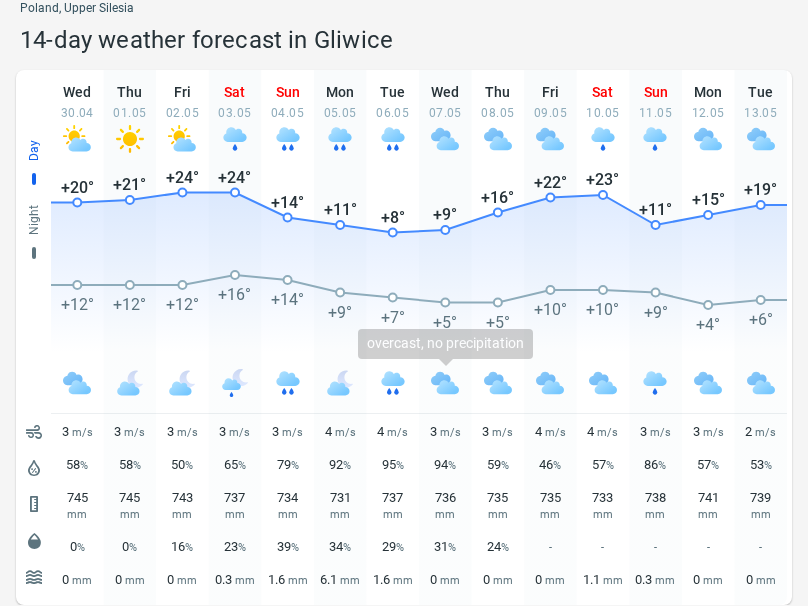 Poland, Upper Silesia
14-day weather forecast in Gliwice
Wed Thu Fri Sat Sun Mon Tue Wed Thu Fri Sat Sun Mon Tue
30.04 01.05 02.05 03.05 04.05 05.05 06.05 07.05 08.05 09.05 10.05 11.05 12.05 13.05
Day
+20° +21° +24° +24° +14° +11° +8° +9° +16° +22° +23° +11° +15° +19°
Night
+12° +12° +12° +16° +14° +9° +7° +5° +5° +10° +10° +9° +4° +6°
overcast, no precipitation
3 m/s 3 m/s 3 m/s 3 m/s 3 m/s 4 m/s 4 m/s 3 m/s 3 m/s 4 m/s 4 m/s 3 m/s 3 m/s 2 m/s
58% 58% 50% 65% 79% 92% 95% 94% 59% 46% 57% 86% 57% 53%
745 745 743 737 734 731 737 736 735 735 733 738 741 739
mm mm mm mm mm mm mm mm mm mm mm mm mm mm
0% 0% 16% 23% 39% 34% 29% 31% 24% - - - - -
0 mm 0 mm 0 mm 0.3 mm 1.6 mm 6.1 mm 1.6 mm 0 mm 0 mm 0 mm 1.1 mm 0.3 mm 0 mm 0 mm